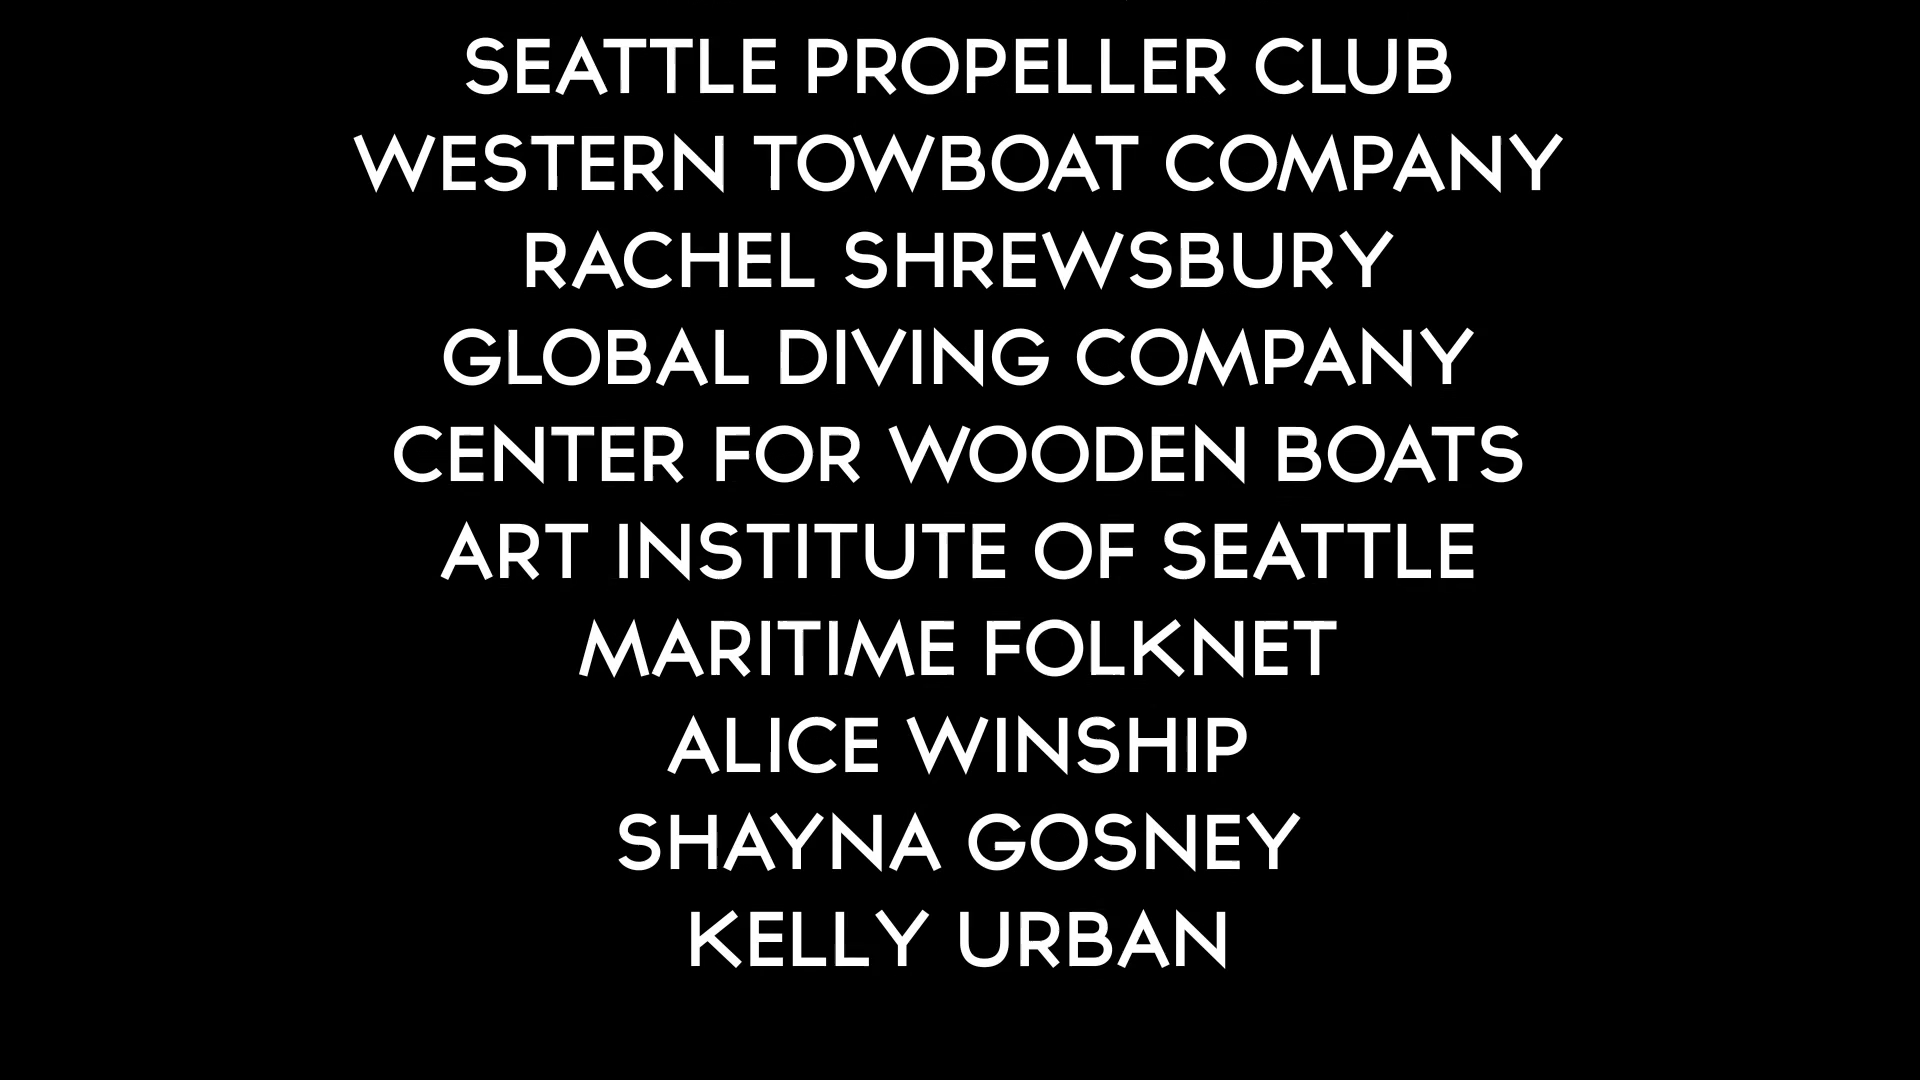 SEATTLE PROPELLER CLUB
WESTERN TOWBOAT COMPANY
RACHEL SHREWSBURY
GLOBAL DIVING COMPANY
CENTER FOR WOODEN BOATS
ART INSTITUTE OF SEATTLE
MARITIME FOLKNET
ALICE WINSHIP
SHAYNA GOSNEY
KELLY URBAN